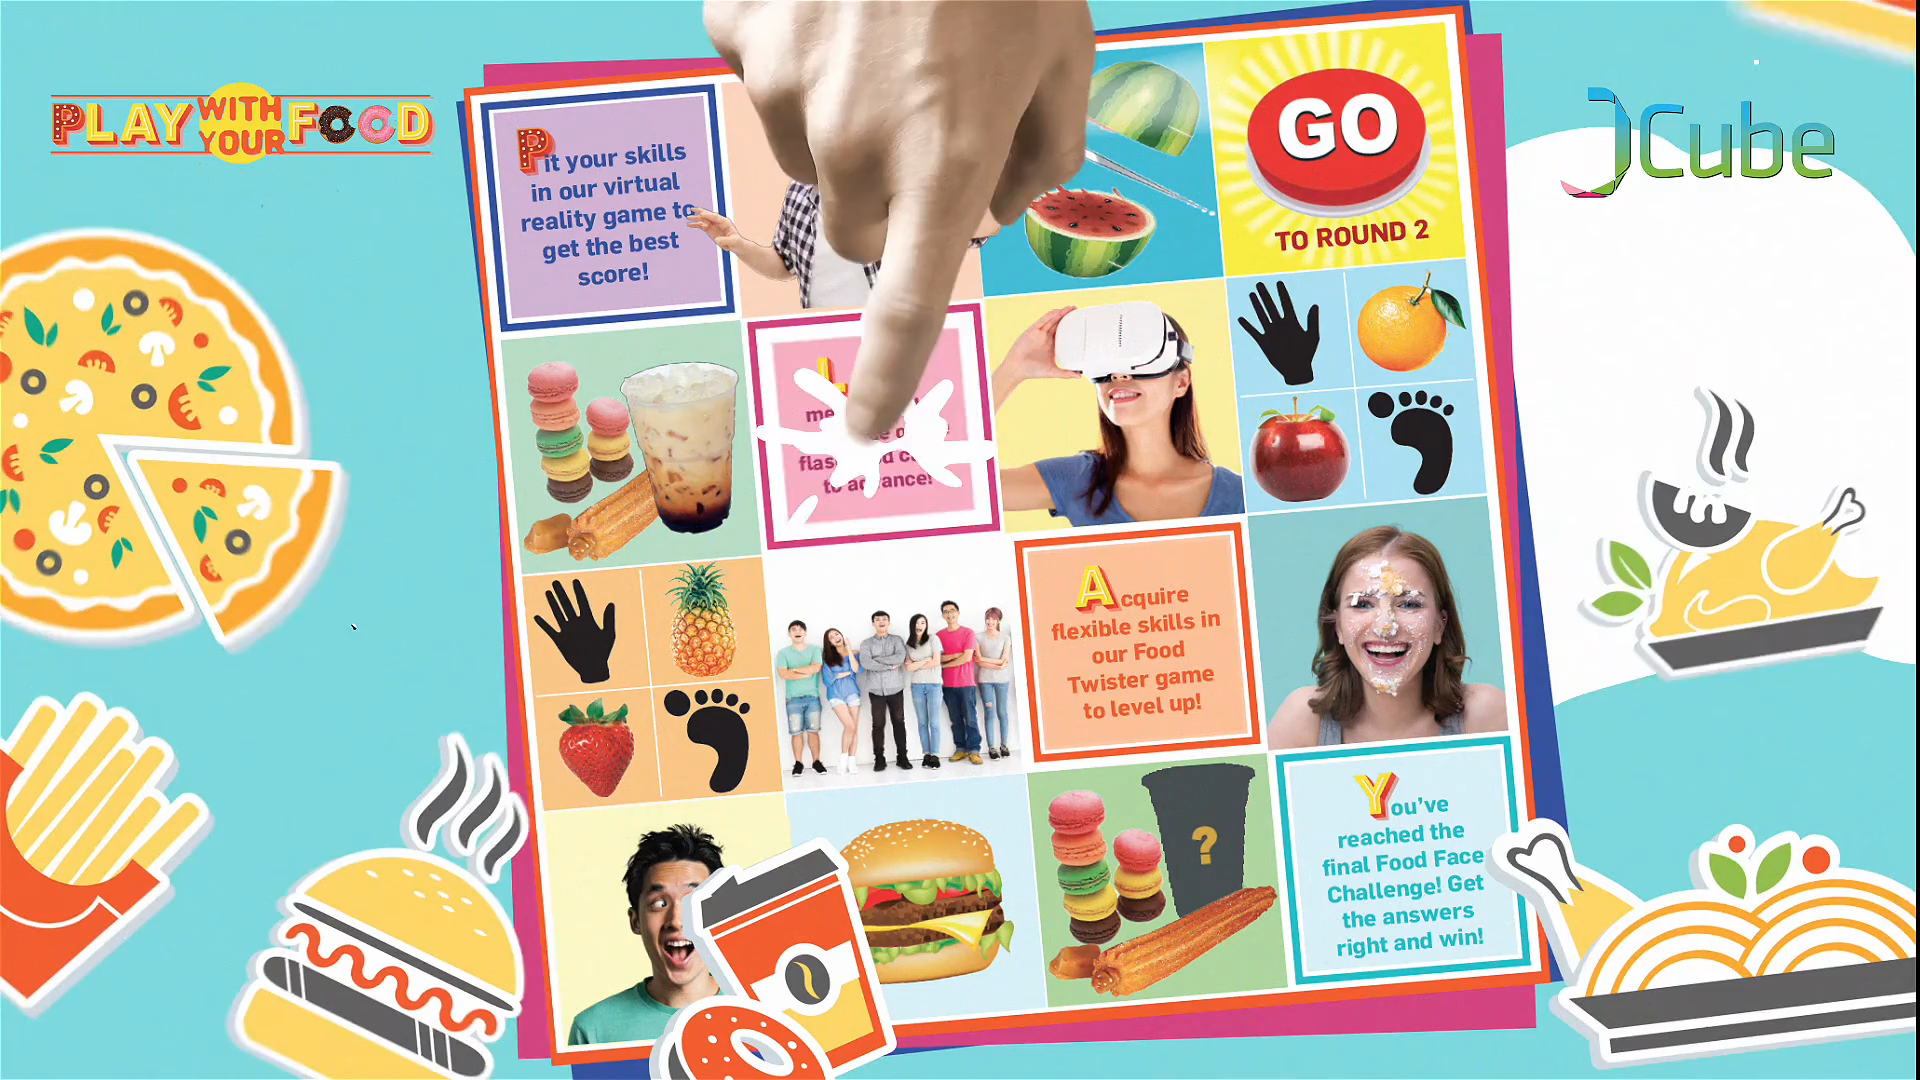 PLAY WITH YOUR FOOD
JCube
Pit your skills
in our virtual
reality game to
get the best
score!
GO
TO ROUND 2
to advance!
Acquire
flexible skills in
our Food
Twister game
to level up!
?
You've
reached the
final Food Face
Challenge! Get
the answers
right and win!